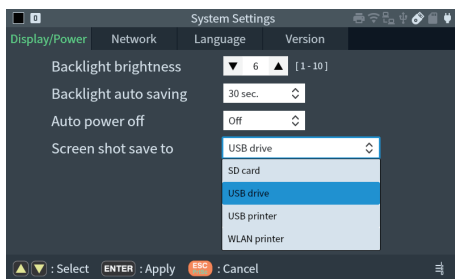 0 System Settings
Display/Power Network Language Version
Backlight brightness 6 [1-10]
Backlight auto saving 30 sec.
Auto power off Off
Screen shot save to USB drive
SD card
USB drive
USB printer
WLAN printer
: Select ENTER : Apply ESC : Cancel